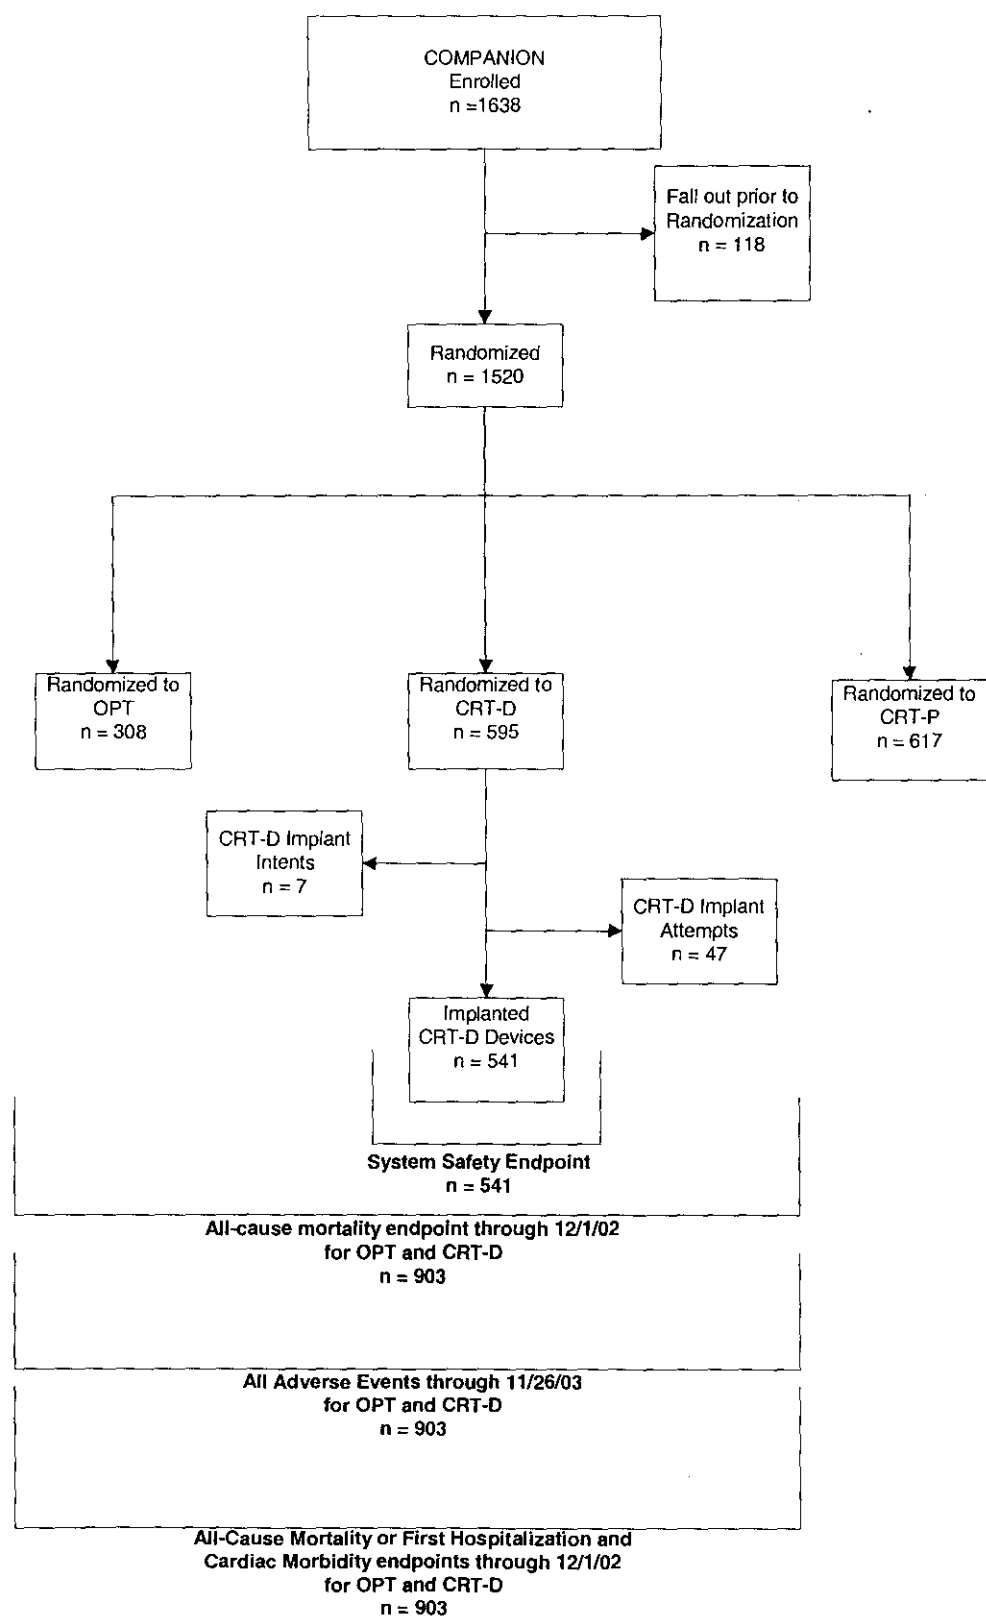 COMPANION
Enrolled
n =1638
Fall out prior to
Randomization
n = 118
Randomized
n = 1520
Randomized to
OPT
n = 308
Randomized to
CRT-D
n = 595
Randomized to
CRT-P
n = 617
CRT-D Implant
Intents
n = 7
CRT-D Implant
Attempts
n = 47
Implanted
CRT-D Devices
n = 541
System Safety Endpoint
n = 541
All-cause mortality endpoint through 12/1/02
for OPT and CRT-D
n = 903
All Adverse Events through 11/26/03
for OPT and CRT-D
n = 903
All-Cause Mortality or First Hospitalization and
Cardiac Morbidity endpoints through 12/1/02
for OPT and CRT-D
n = 903